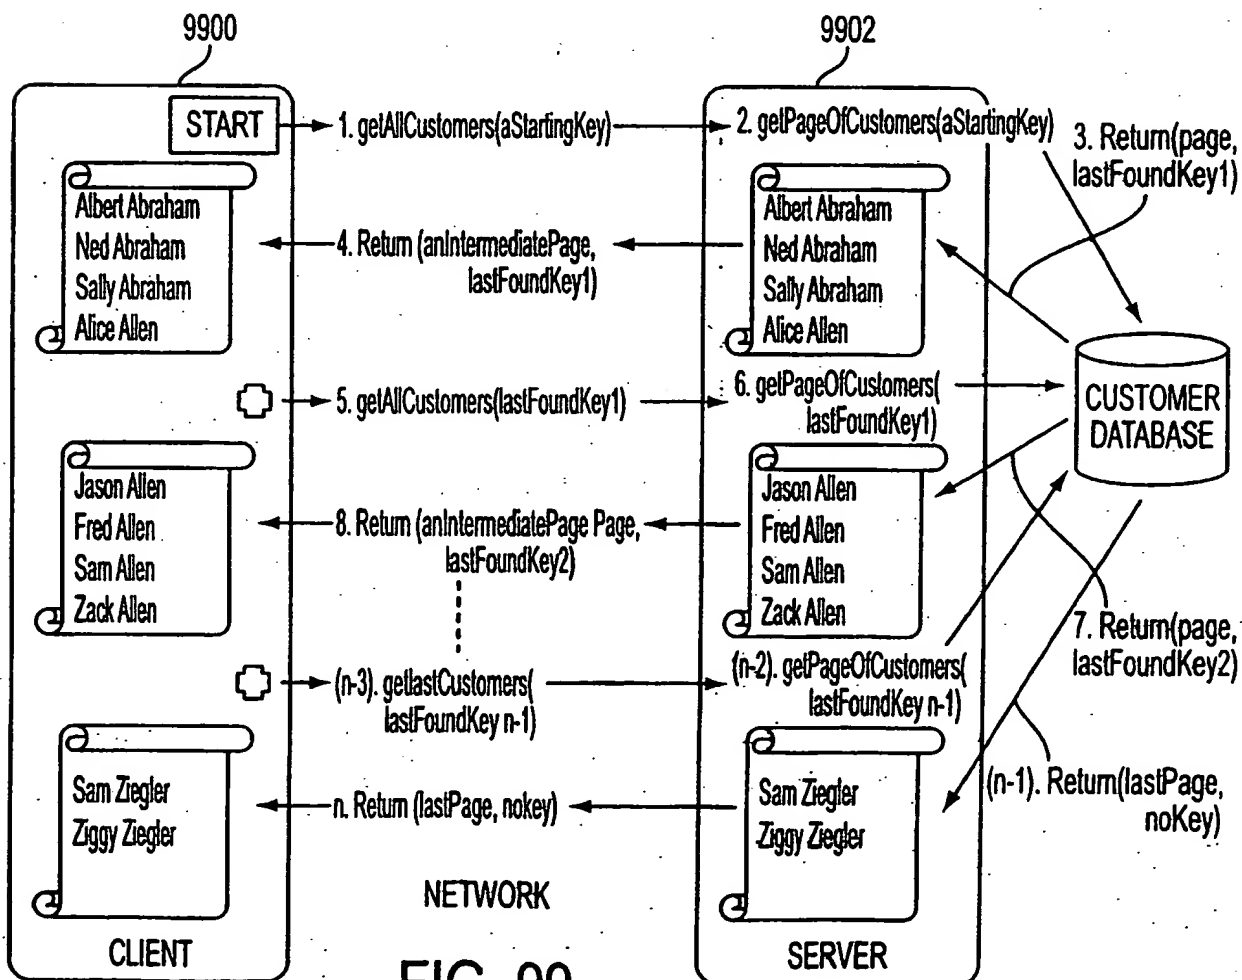 9900
9902
START
1. getAllCustomers(aStartingKey)
2. getPageOfCustomers(aStartingKey)
3. Return(page,
lastFoundKey1)
Albert Abraham
Ned Abraham
Sally Abraham
Alice Allen
4. Return (anIntermediatePage,
lastFoundKey1)
Albert Abraham
Ned Abraham
Sally Abraham
Alice Allen
5. getAllCustomers(lastFoundKey1)
6. getPageOfCustomers(
lastFoundKey1)
CUSTOMER
DATABASE
Jason Allen
Fred Allen
Sam Allen
Zack Allen
8. Return (anIntermediatePage Page,
lastFoundKey2)
Jason Allen
Fred Allen
Sam Allen
Zack Allen
7. Return(page,
lastFoundKey2)
(n-3). getlastCustomers(
lastFoundKey n-1)
(n-2). getPageOfCustomers(
lastFoundKey n-1)
(n-1). Return(lastPage,
noKey)
Sam Ziegler
Ziggy Ziegler
n. Return (lastPage, nokey)
Sam Ziegler
Ziggy Ziegler
NETWORK
CLIENT
SERVER
FIG. 99